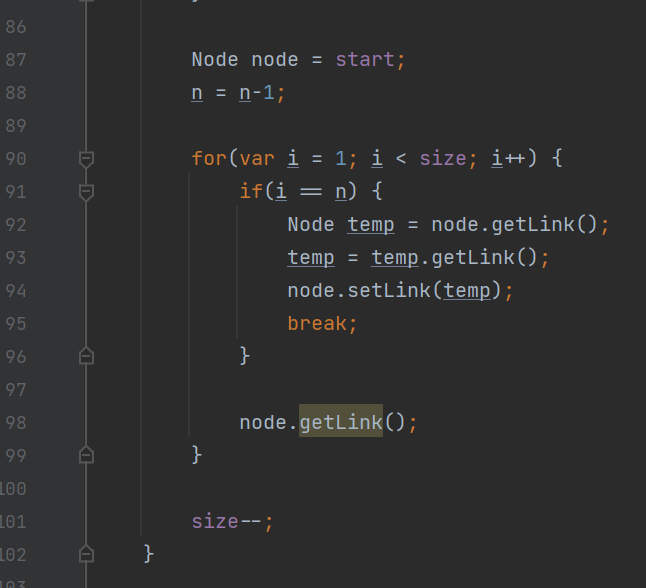 86
87 Node node = start;
88 n = n-1;
89
90 for(var i = 1; i < size; i++) {
91 if(i == n) {
92 Node temp = node.getLink();
93 temp = temp.getLink();
94 node.setLink(temp);
95 break;
96 }
97
98 node.getLink();
99 }
100
101 size--;
102 }
103